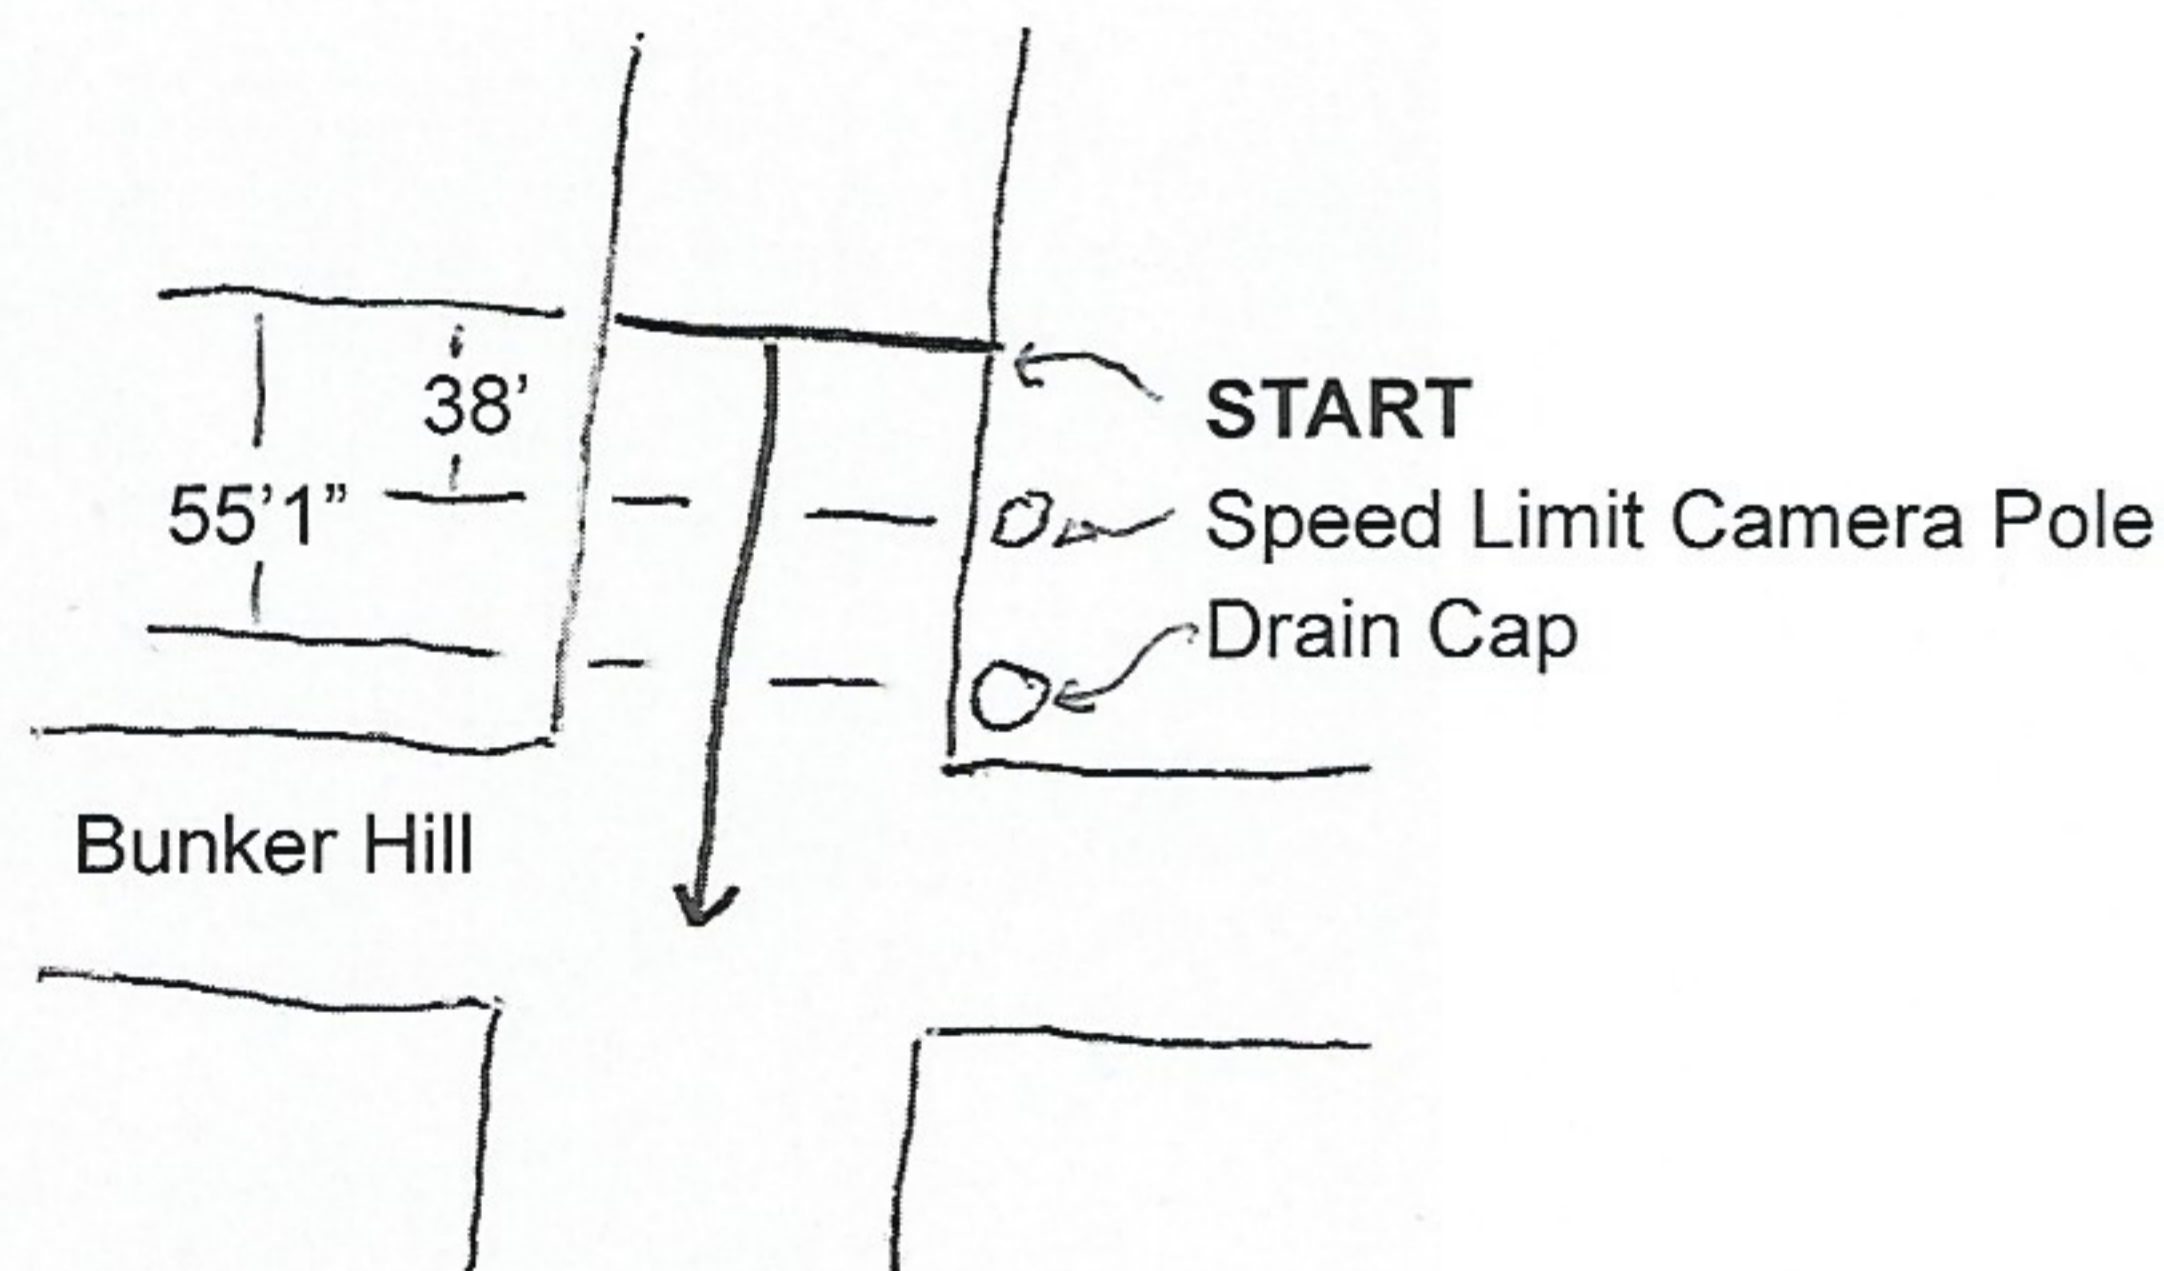 38’
START
55’1”
Speed Limit Camera Pole
Drain Cap
Bunker Hill